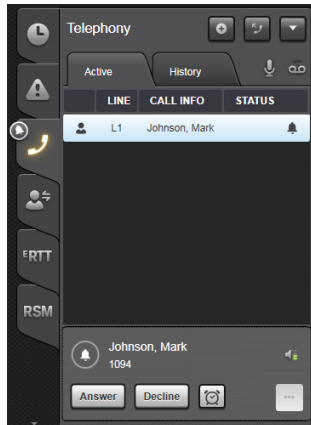 Telephony
Active History
LINE CALL INFO STATUS
L1 Johnson, Mark
ERTT
RSM
Johnson, Mark
1094
Answer Decline